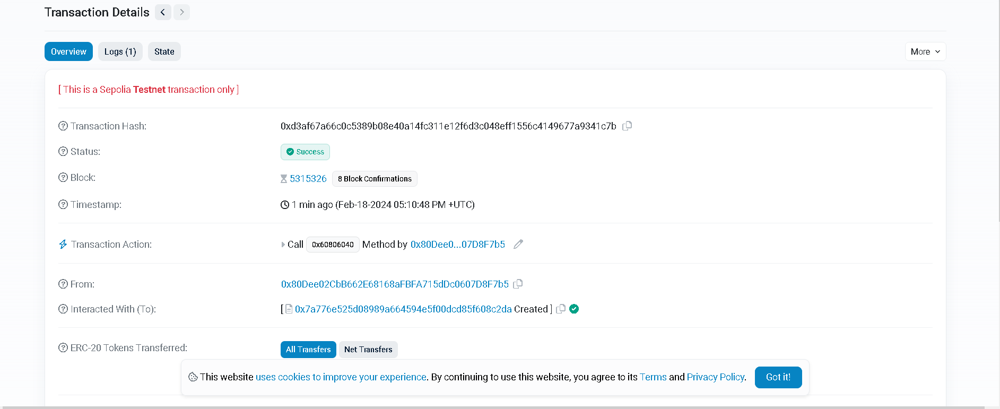 Transaction Details
Overview Logs (1) State More
[ This is a Sepolia Testnet transaction only ]
Transaction Hash: 0xd3af67a66c0c5389b08e40a14fc311e12f6d3c048eff1556c4149677a9341c7b
Status: Success
Block: 5315326 8 Block Confirmations
Timestamp: 1 min ago (Feb-18-2024 05:10:48 PM +UTC)
Transaction Action: Call 0x60806040 Method by 0x80Dee0...07D8F7b5
From: 0x80Dee02CbB662E68168aFBFA715dDc0607D8F7b5
Interacted With (To): [ 0x7a776e525d08989a664594e5f00dcd85f608c2da Created ]
ERC-20 Tokens Transferred: All Transfers Net Transfers
This website uses cookies to improve your experience. By continuing to use this website, you agree to its Terms and Privacy Policy. Got it!